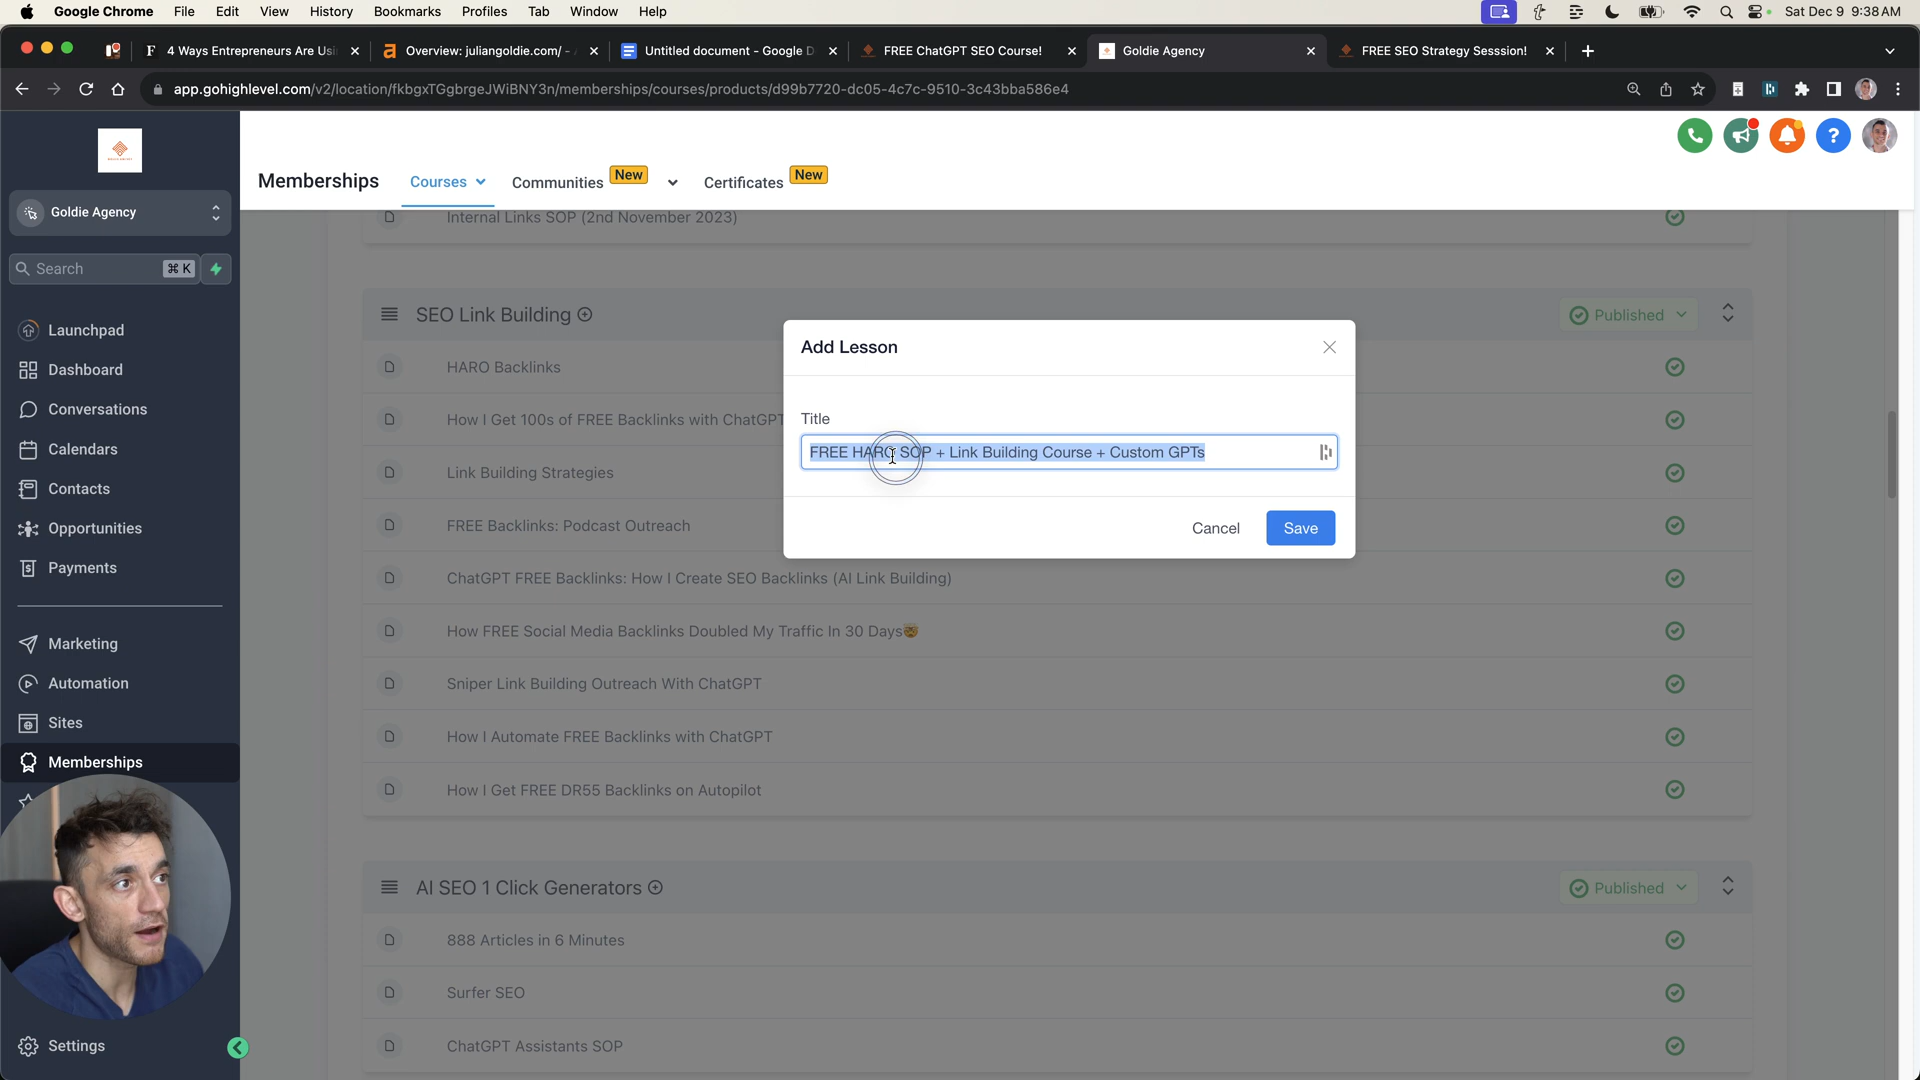 Google Chrome File Edit View History Bookmarks Profiles Tab Window Help Sat Dec 9 9:38 AM
4 Ways Entrepreneurs Are Usi
Overview: juliangoldie.com/ -
Untitled document - Google D
FREE ChatGPT SEO Course!
Goldie Agency
FREE SEO Strategy Sesssion!
app.gohighlevel.com/v2/location/fkbgxTGgbrgeJWiBNY3n/memberships/courses/products/d99b7720-dc05-4c7c-9510-3c43bba586e4
Goldie Agency
Search ⌘ K
Launchpad
Dashboard
Conversations
Calendars
Contacts
Opportunities
Payments
Marketing
Automation
Sites
Memberships
Settings
Memberships
Courses
Communities New
Certificates New
Internal Links SOP (2nd November 2023)
SEO Link Building
Published
HARO Backlinks
How I Get 100s of FREE Backlinks with ChatGPT
Link Building Strategies
FREE Backlinks: Podcast Outreach
ChatGPT FREE Backlinks: How I Create SEO Backlinks (AI Link Building)
How FREE Social Media Backlinks Doubled My Traffic In 30 Days🤯
Sniper Link Building Outreach With ChatGPT
How I Automate FREE Backlinks with ChatGPT
How I Get FREE DR55 Backlinks on Autopilot
AI SEO 1 Click Generators
Published
888 Articles in 6 Minutes
Surfer SEO
ChatGPT Assistants SOP
Add Lesson
Title
FREE HARO SOP + Link Building Course + Custom GPTs
Cancel
Save